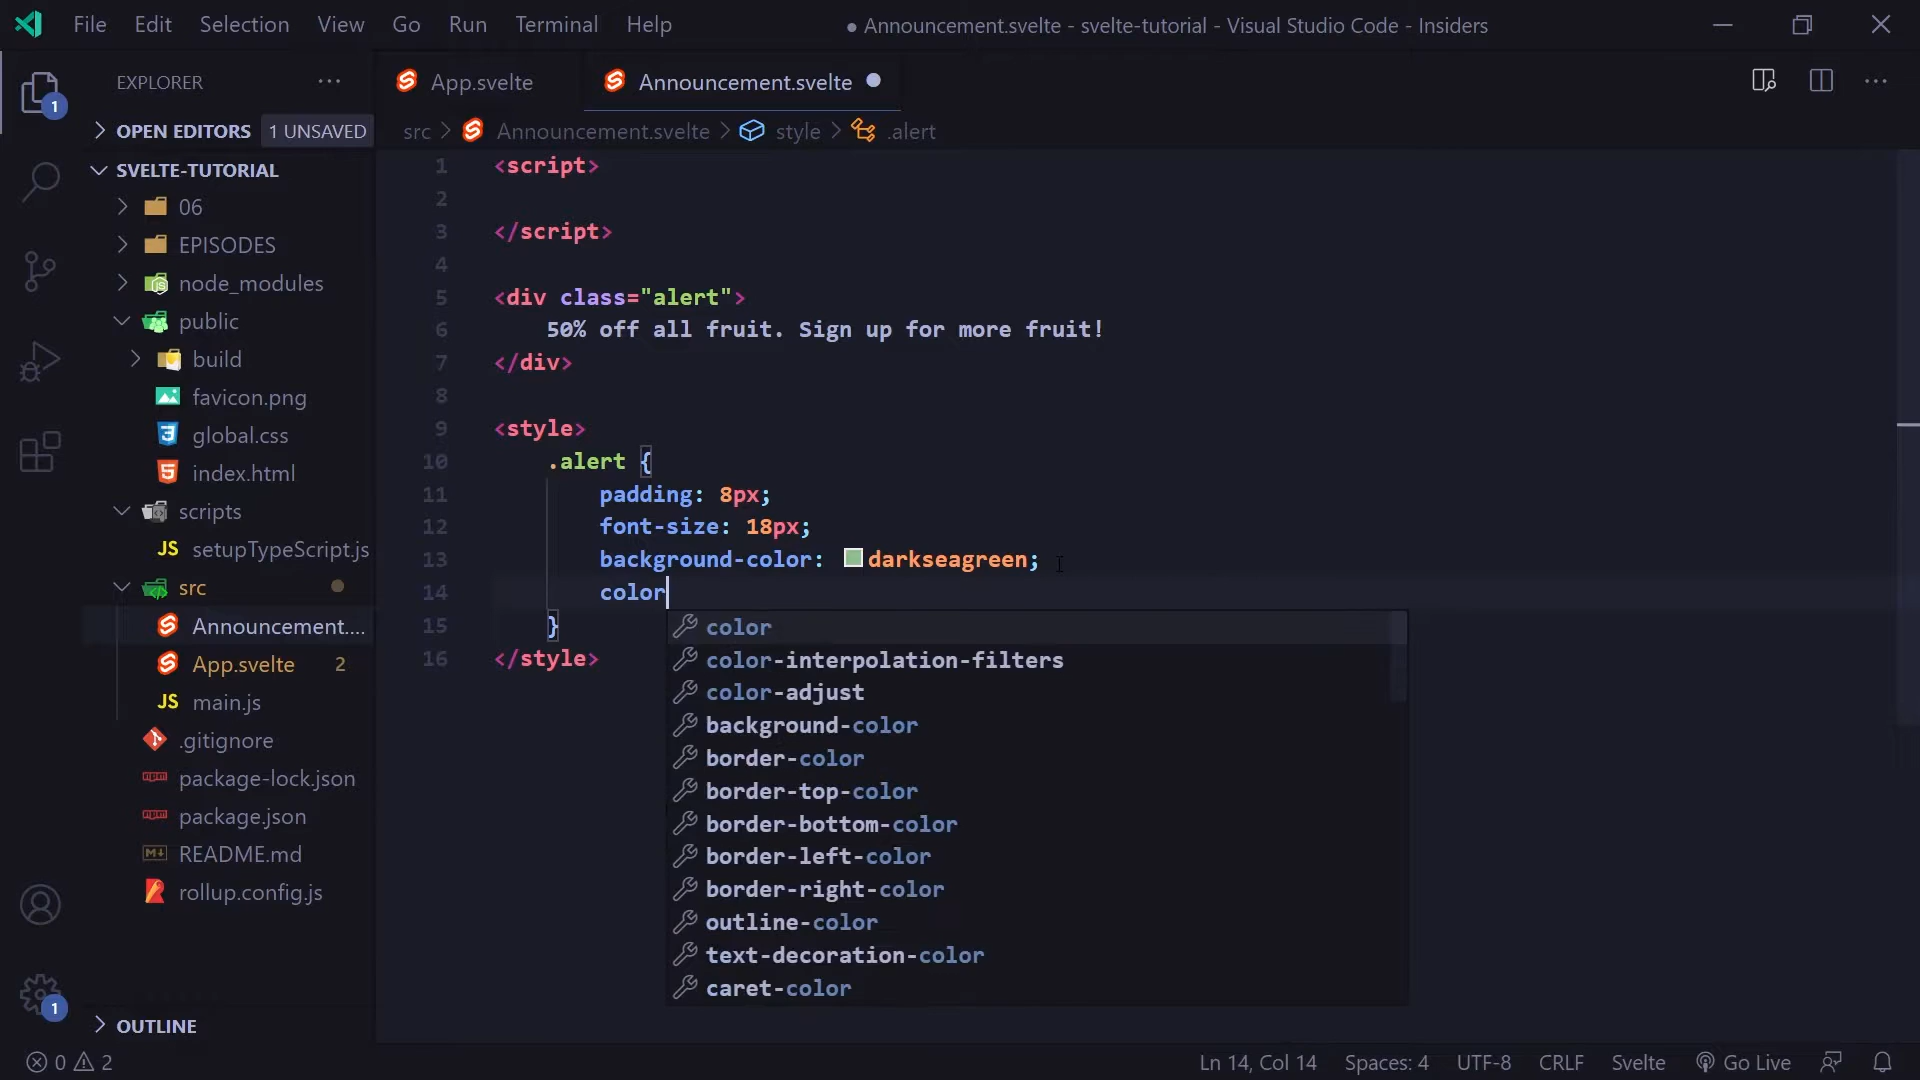 File Edit Selection View Go Run Terminal Help
● Announcement.svelte - svelte-tutorial - Visual Studio Code - Insiders
EXPLORER ···
1
OPEN EDITORS 1 UNSAVED
SVELTE-TUTORIAL
06
EPISODES
node_modules
public
build
favicon.png
global.css
index.html
scripts
JS setupTypeScript.js
src
Announcement....
App.svelte 2
JS main.js
.gitignore
package-lock.json
package.json
README.md
rollup.config.js
OUTLINE
1
App.svelte Announcement.svelte
src > Announcement.svelte > style > .alert
1 <script>
2
3 </script>
4
5 <div class="alert">
6 50% off all fruit. Sign up for more fruit!
7 </div>
8
9 <style>
10 .alert {
11 padding: 8px;
12 font-size: 18px;
13 background-color: darkseagreen;
14 color
15 }
16 </style>
color
color-interpolation-filters
color-adjust
background-color
border-color
border-top-color
border-bottom-color
border-left-color
border-right-color
outline-color
text-decoration-color
caret-color
0 2 Ln 14, Col 14 Spaces: 4 UTF-8 CRLF Svelte Go Live